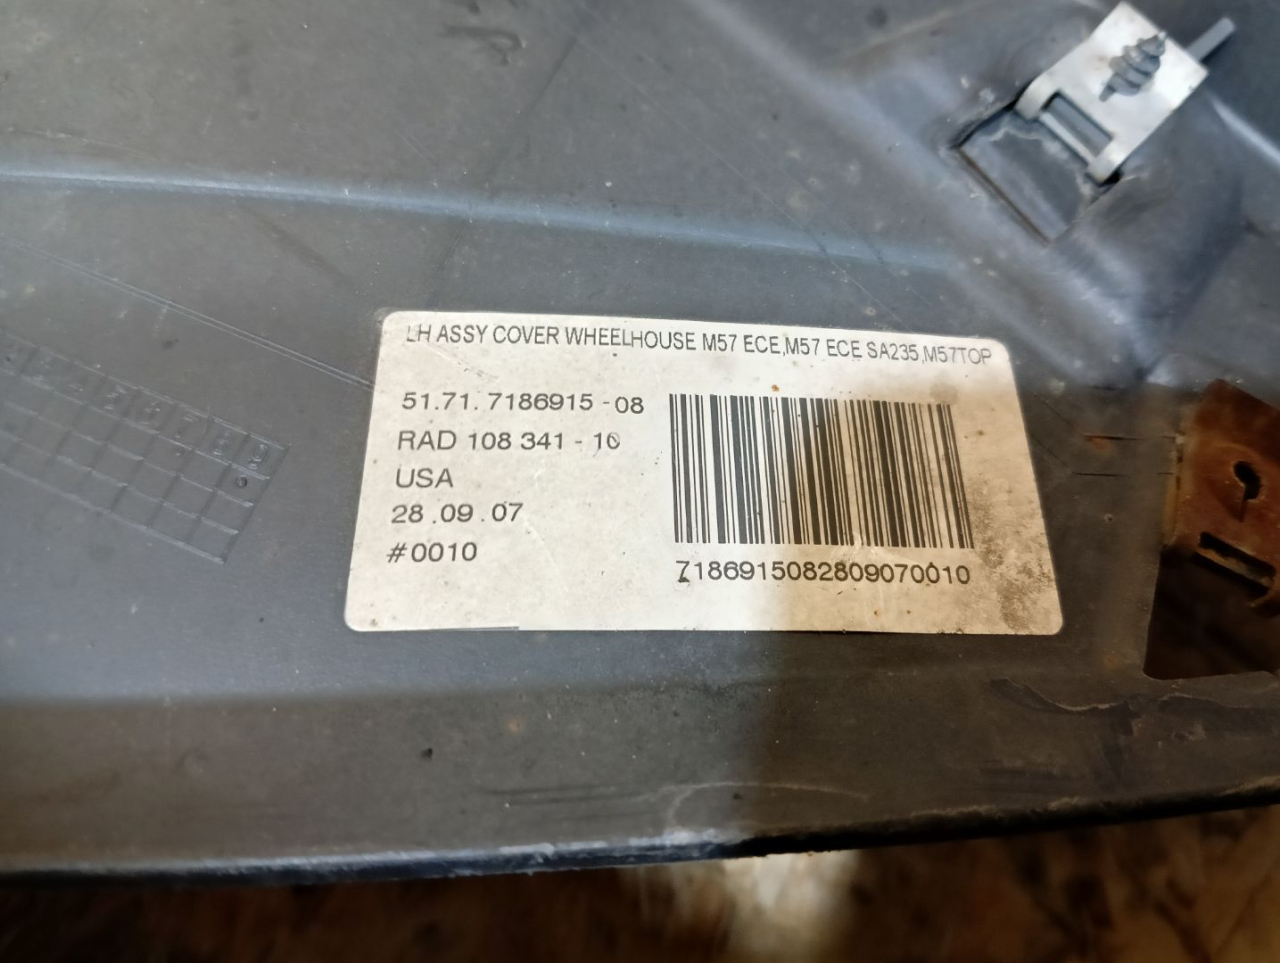 LH ASSY COVER WHEELHOUSE M57 ECE,M57 ECE SA235,M57TOP
51.71. 7186915 - 08
RAD 108 341 - 10
USA
28 .09 . 07
#0010
7186915082809070010